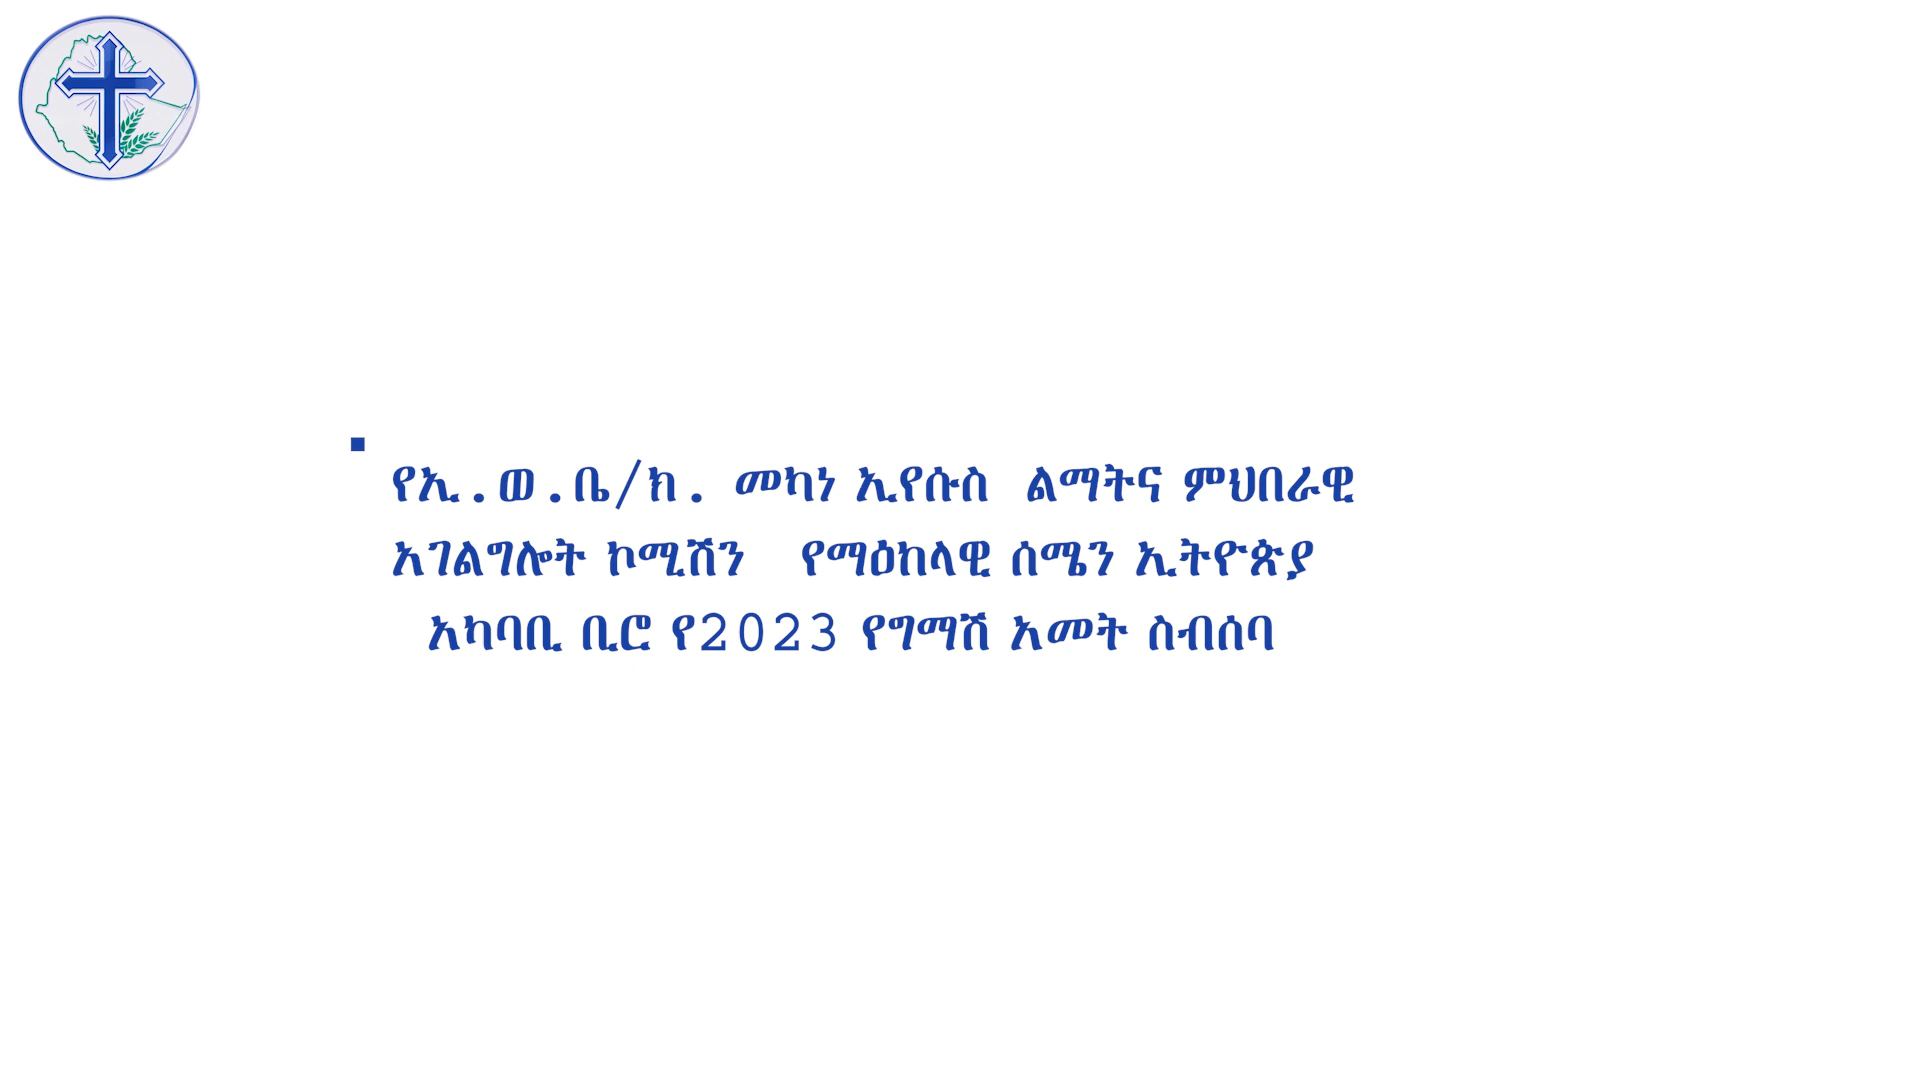 ▪ የኢ.ወ.ቤ/ክ. መካነ ኢየሱስ ልማትና ምህበራዊ
አገልግሎት ኮሚሽን የማዕከላዊ ሰሜን ኢትዮጵያ
አካባቢ ቢሮ የ2023 የግማሽ አመት ስብሰባ